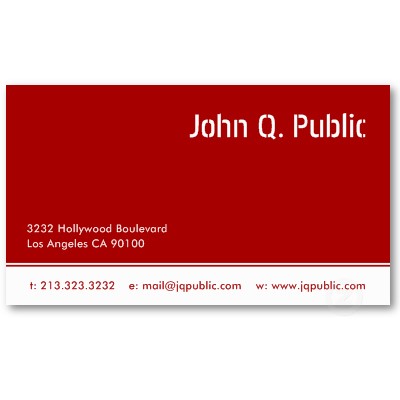 John Q. Public
3232 Hollywood Boulevard
Los Angeles CA 90100
t: 213.323.3232 e: mail@jqpublic.com w: www.jqpublic.com